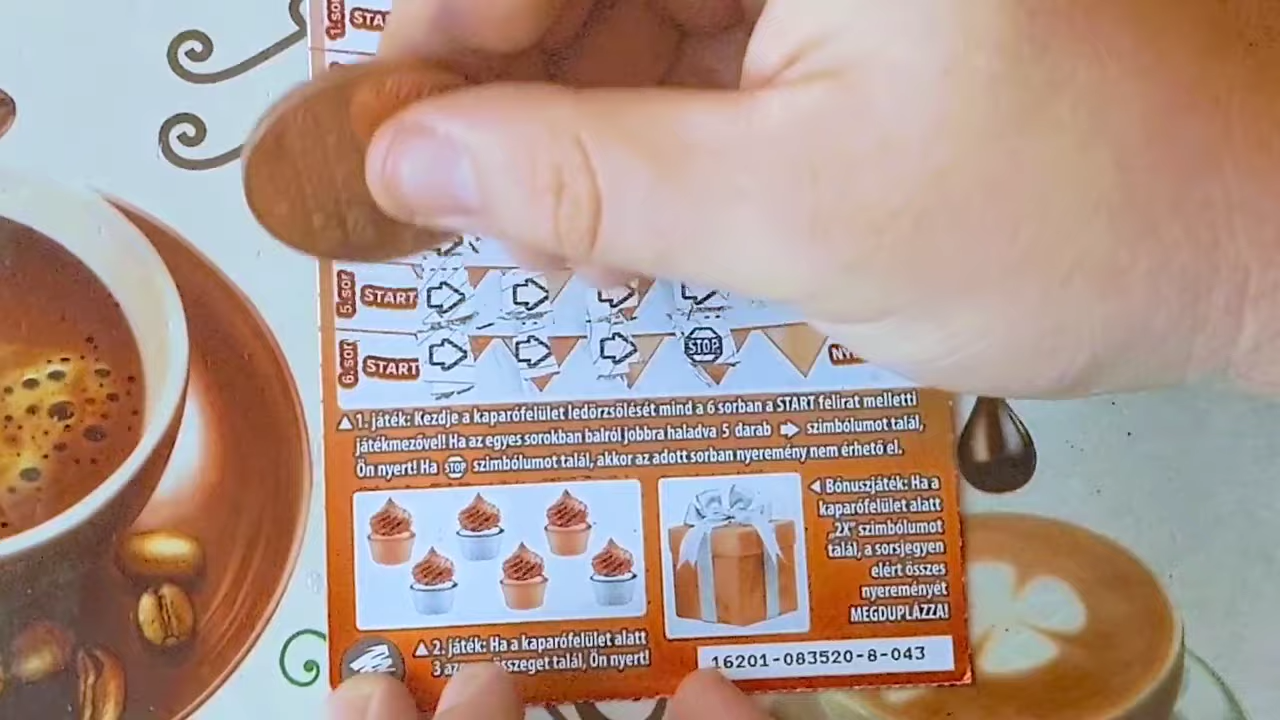 1. sor START
5. sor START
6. sor START STOP
1. játék: Kezdje a kaparófelület ledörzsölését mind a 6 sorban a START felirat melletti
játékmezővel! Ha az egyes sorokban balról jobbra haladva 5 darab szimbólumot talál,
Ön nyert! Ha STOP szimbólumot talál, akkor az adott sorban nyeremény nem érhető el.
Bónuszjáték: Ha a
kaparófelület alatt
„2X” szimbólumot
talál, a sorsjegyen
elért összes
nyereményét
MEGDUPLÁZZA!
2. játék: Ha a kaparófelület alatt
3 összeget talál, Ön nyert!
16201-083520-8-043